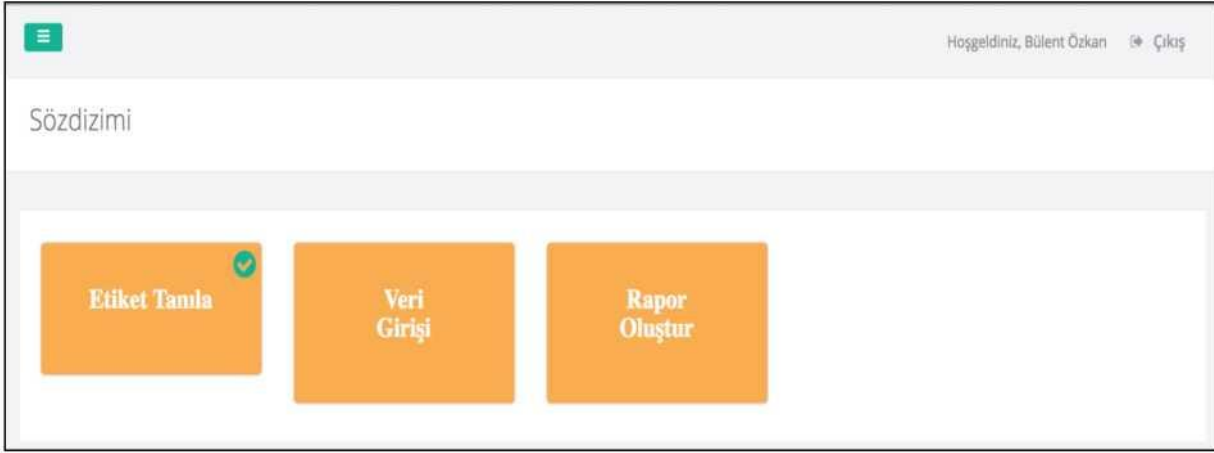 Hoşgeldiniz, Bülent Özkan Çıkış
Sözdizimi
Etiket Tanıla
Veri
Girişi
Rapor
Oluştur